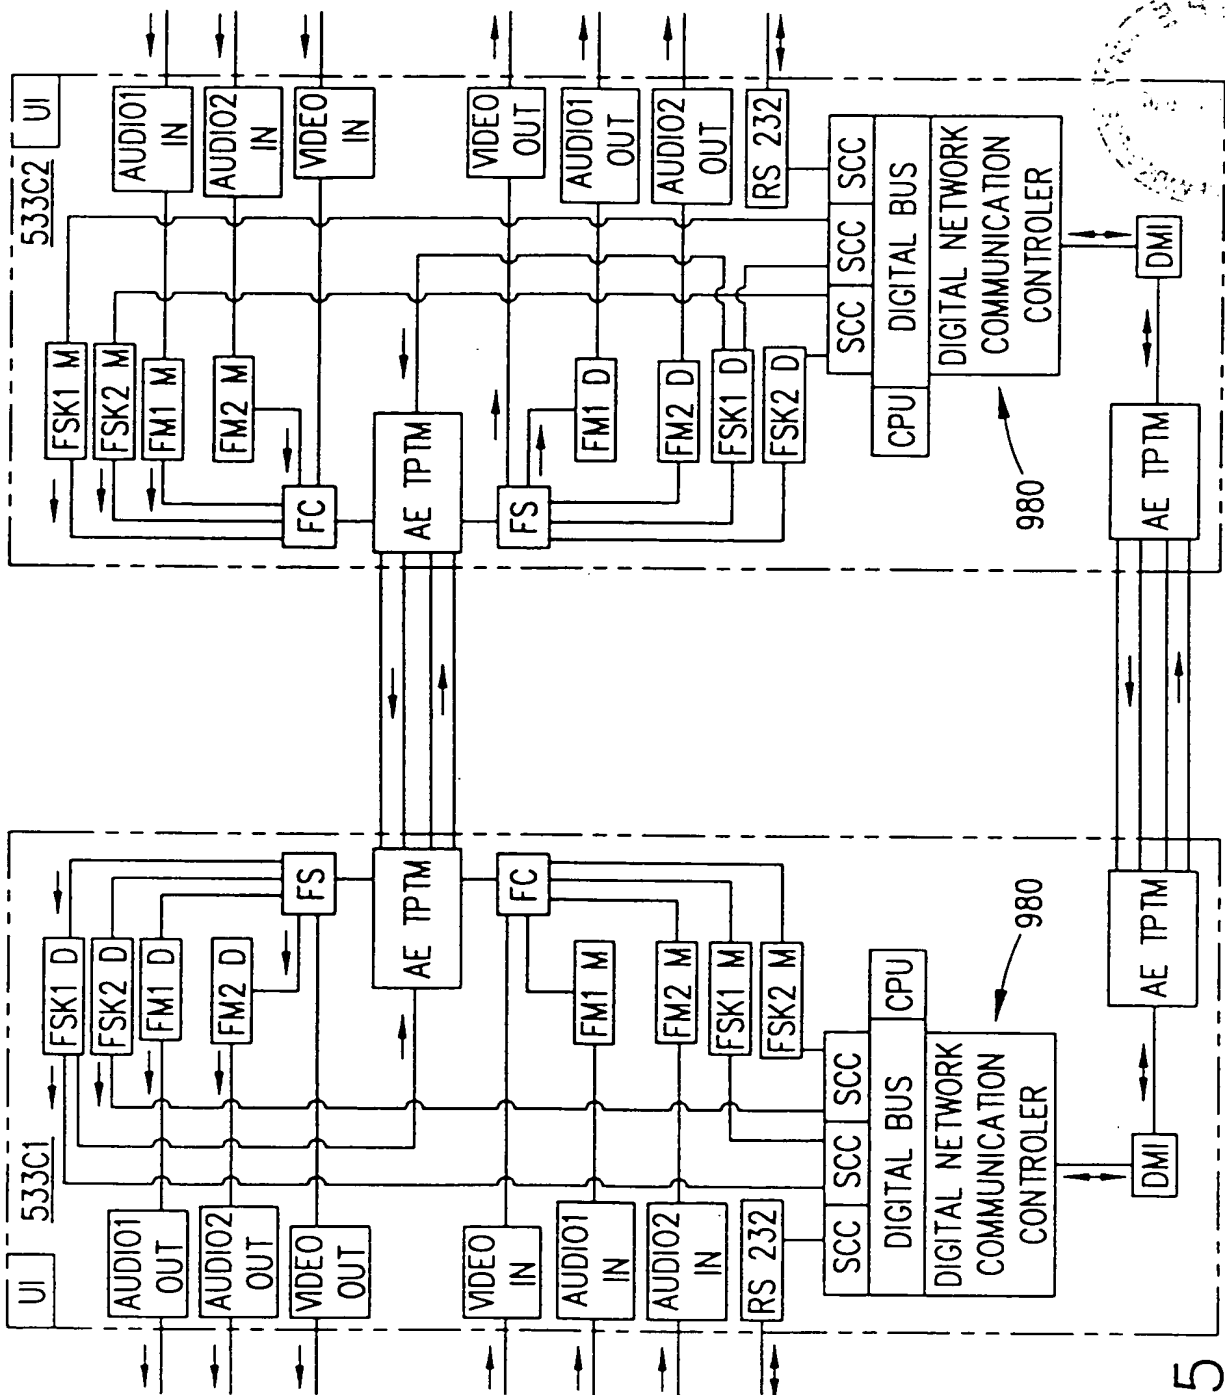 UI
533C1
AUDIO1
OUT
AUDIO2
OUT
VIDEO
OUT
FSK1 D
FSK2 D
FM1 D
FM2 D
FS
AE TPTM
FC
VIDEO
IN
AUDIO1
IN
AUDIO2
IN
RS 232
FM1 M
FM2 M
FSK1 M
FSK2 M
SCC
SCC
SCC
DIGITAL BUS
CPU
DIGITAL NETWORK
COMMUNICATION
CONTROLER
980
DMI
AE TPTM
533C2
UI
FSK1 M
FSK2 M
FM1 M
FM2 M
AUDIO1
IN
AUDIO2
IN
VIDEO
IN
FC
AE TPTM
FS
VIDEO
OUT
AUDIO1
OUT
AUDIO2
OUT
RS 232
FM1 D
FM2 D
FSK1 D
FSK2 D
SCC
SCC
SCC
CPU
DIGITAL BUS
DIGITAL NETWORK
COMMUNICATION
CONTROLER
980
DMI
AE TPTM
5